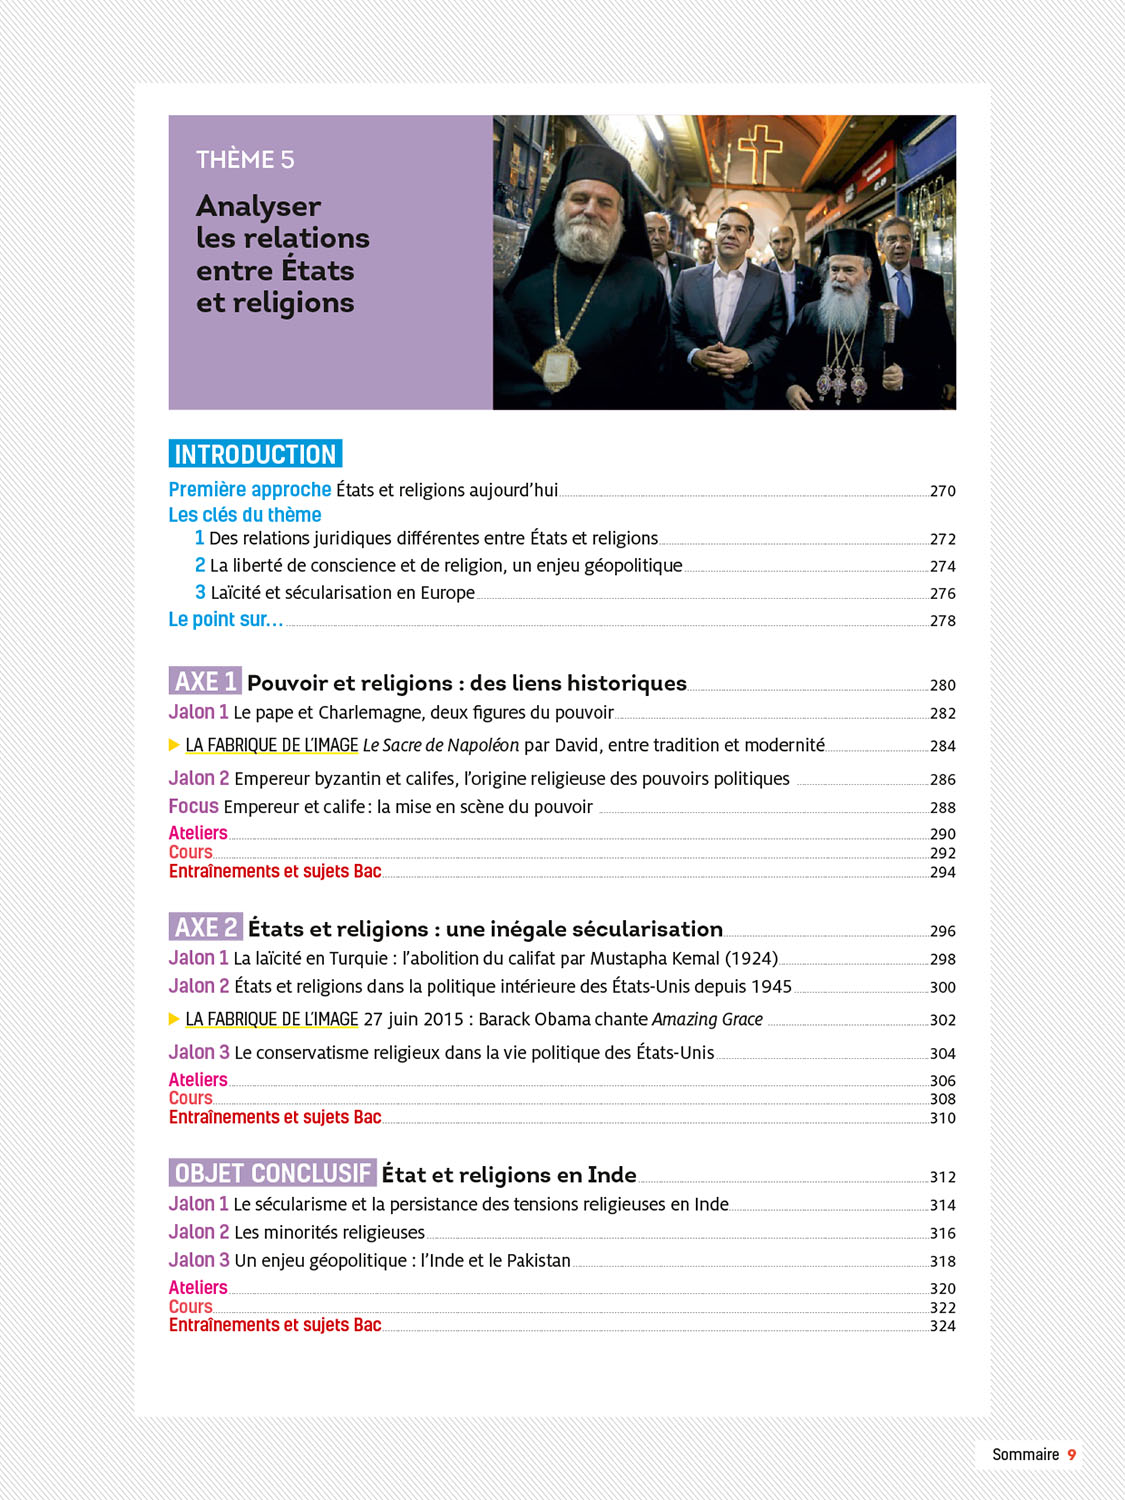 THÈME 5
Analyser
les relations
entre États
et religions
INTRODUCTION
Première approche États et religions aujourd’hui 270
Les clés du thème
1 Des relations juridiques différentes entre États et religions 272
2 La liberté de conscience et de religion, un enjeu géopolitique 274
3 Laïcité et sécularisation en Europe 276
Le point sur… 278
AXE 1 Pouvoir et religions : des liens historiques 280
Jalon 1 Le pape et Charlemagne, deux figures du pouvoir 282
LA FABRIQUE DE L’IMAGE Le Sacre de Napoléon par David, entre tradition et modernité 284
Jalon 2 Empereur byzantin et califes, l’origine religieuse des pouvoirs politiques 286
Focus Empereur et calife : la mise en scène du pouvoir 288
Ateliers 290
Cours 292
Entraînements et sujets Bac 294
AXE 2 États et religions : une inégale sécularisation 296
Jalon 1 La laïcité en Turquie : l’abolition du califat par Mustapha Kemal (1924) 298
Jalon 2 États et religions dans la politique intérieure des États-Unis depuis 1945 300
LA FABRIQUE DE L’IMAGE 27 juin 2015 : Barack Obama chante Amazing Grace 302
Jalon 3 Le conservatisme religieux dans la vie politique des États-Unis 304
Ateliers 306
Cours 308
Entraînements et sujets Bac 310
OBJET CONCLUSIF État et religions en Inde 312
Jalon 1 Le sécularisme et la persistance des tensions religieuses en Inde 314
Jalon 2 Les minorités religieuses 316
Jalon 3 Un enjeu géopolitique : l’Inde et le Pakistan 318
Ateliers 320
Cours 322
Entraînements et sujets Bac 324
Sommaire 9